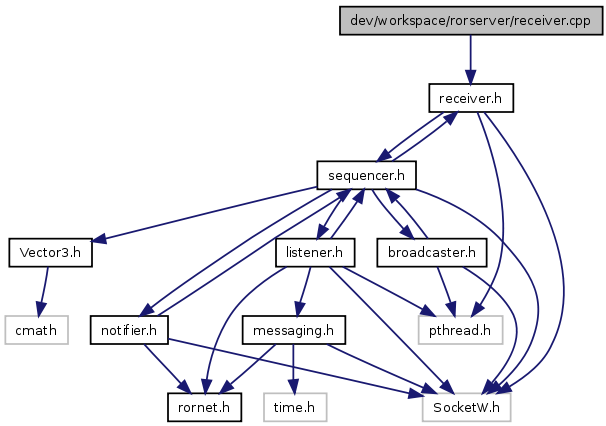 dev/workspace/rorserver/receiver.cpp
receiver.h
sequencer.h
Vector3.h
listener.h
broadcaster.h
cmath
notifier.h
messaging.h
pthread.h
rornet.h
time.h
SocketW.h